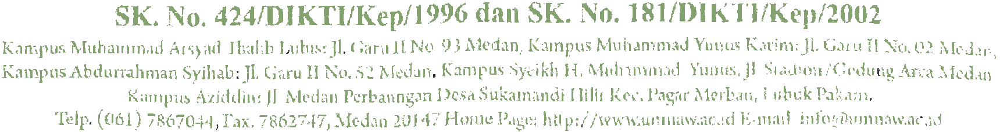 SK. No. 424/DIKTI/Kep/1996 dan SK. No. 181/DIKTI/Kep/2002
Kampus Muhammad Arsyad Thalib Lubis: Jl. Garu II No. 93 Medan, Kampus Muhammad Yunus Karim: Jl. Garu II No. 02 Medan,
Kampus Abdurrahman Syihab: Jl. Garu II No. 52 Medan, Kampus Syeikh H. Muhammad Yunus, Jl. Stadion/Gedung Arca Medan
Kampus Aziddin: Jl. Medan Perbaungan Desa Sukamandi Hilir Kec. Pagar Merbau, Lubuk Pakam.
Telp. (061) 7867044, Fax. 7862747, Medan 20147 Home Page: http://www.umnaw.ac.id E-mail info@umnaw.ac.id